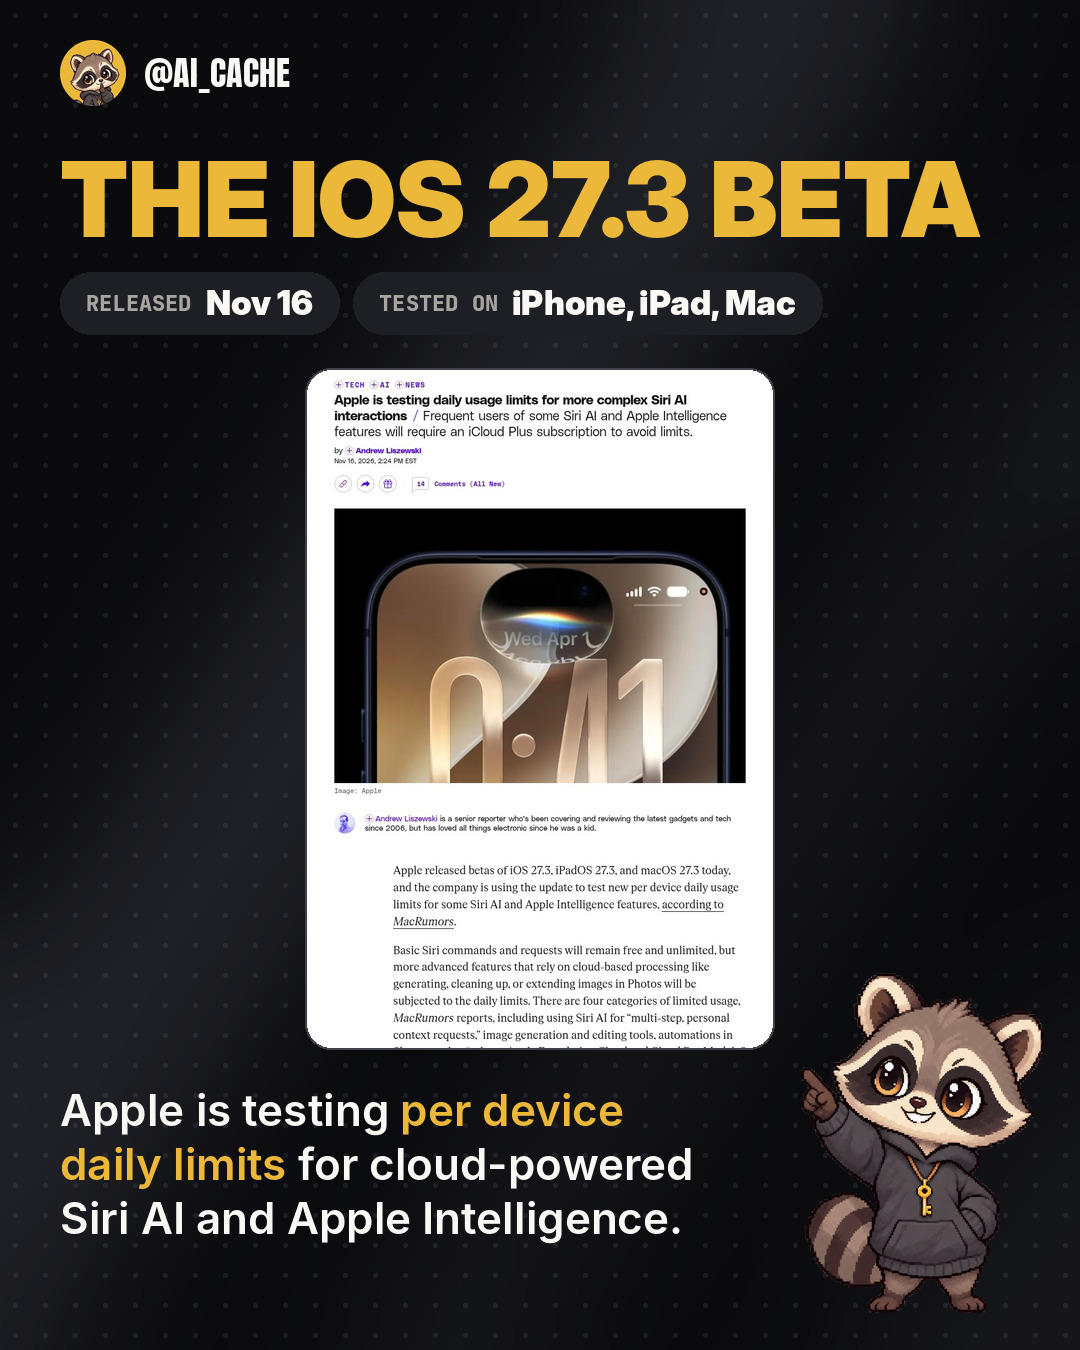 @AI_CACHE
THE IOS 27.3 BETA
RELEASED Nov 16 TESTED ON iPhone, iPad, Mac
TECH AI NEWS
Apple is testing daily usage limits for more complex Siri AI
interactions / Frequent users of some Siri AI and Apple Intelligence
features will require an iCloud Plus subscription to avoid limits.
by Andrew Liszewski
Nov 16, 2026, 2:24 PM EST
14 Comments (All New)
Wed Apr 1
9:41
Image: Apple
Andrew Liszewski is a senior reporter who's been covering and reviewing the latest gadgets and tech
since 2006, but has loved all things electronic since he was a kid.
Apple released betas of iOS 27.3, iPadOS 27.3, and macOS 27.3 today,
and the company is using the update to test new per device daily usage
limits for some Siri AI and Apple Intelligence features, according to
MacRumors.
Basic Siri commands and requests will remain free and unlimited, but
more advanced features that rely on cloud-based processing like
generating, cleaning up, or extending images in Photos will be
subjected to the daily limits. There are four categories of limited usage,
MacRumors reports, including using Siri AI for “multi-step, personal
context requests,” image generation and editing tools, automations in
Apple is testing per device
daily limits for cloud-powered
Siri AI and Apple Intelligence.